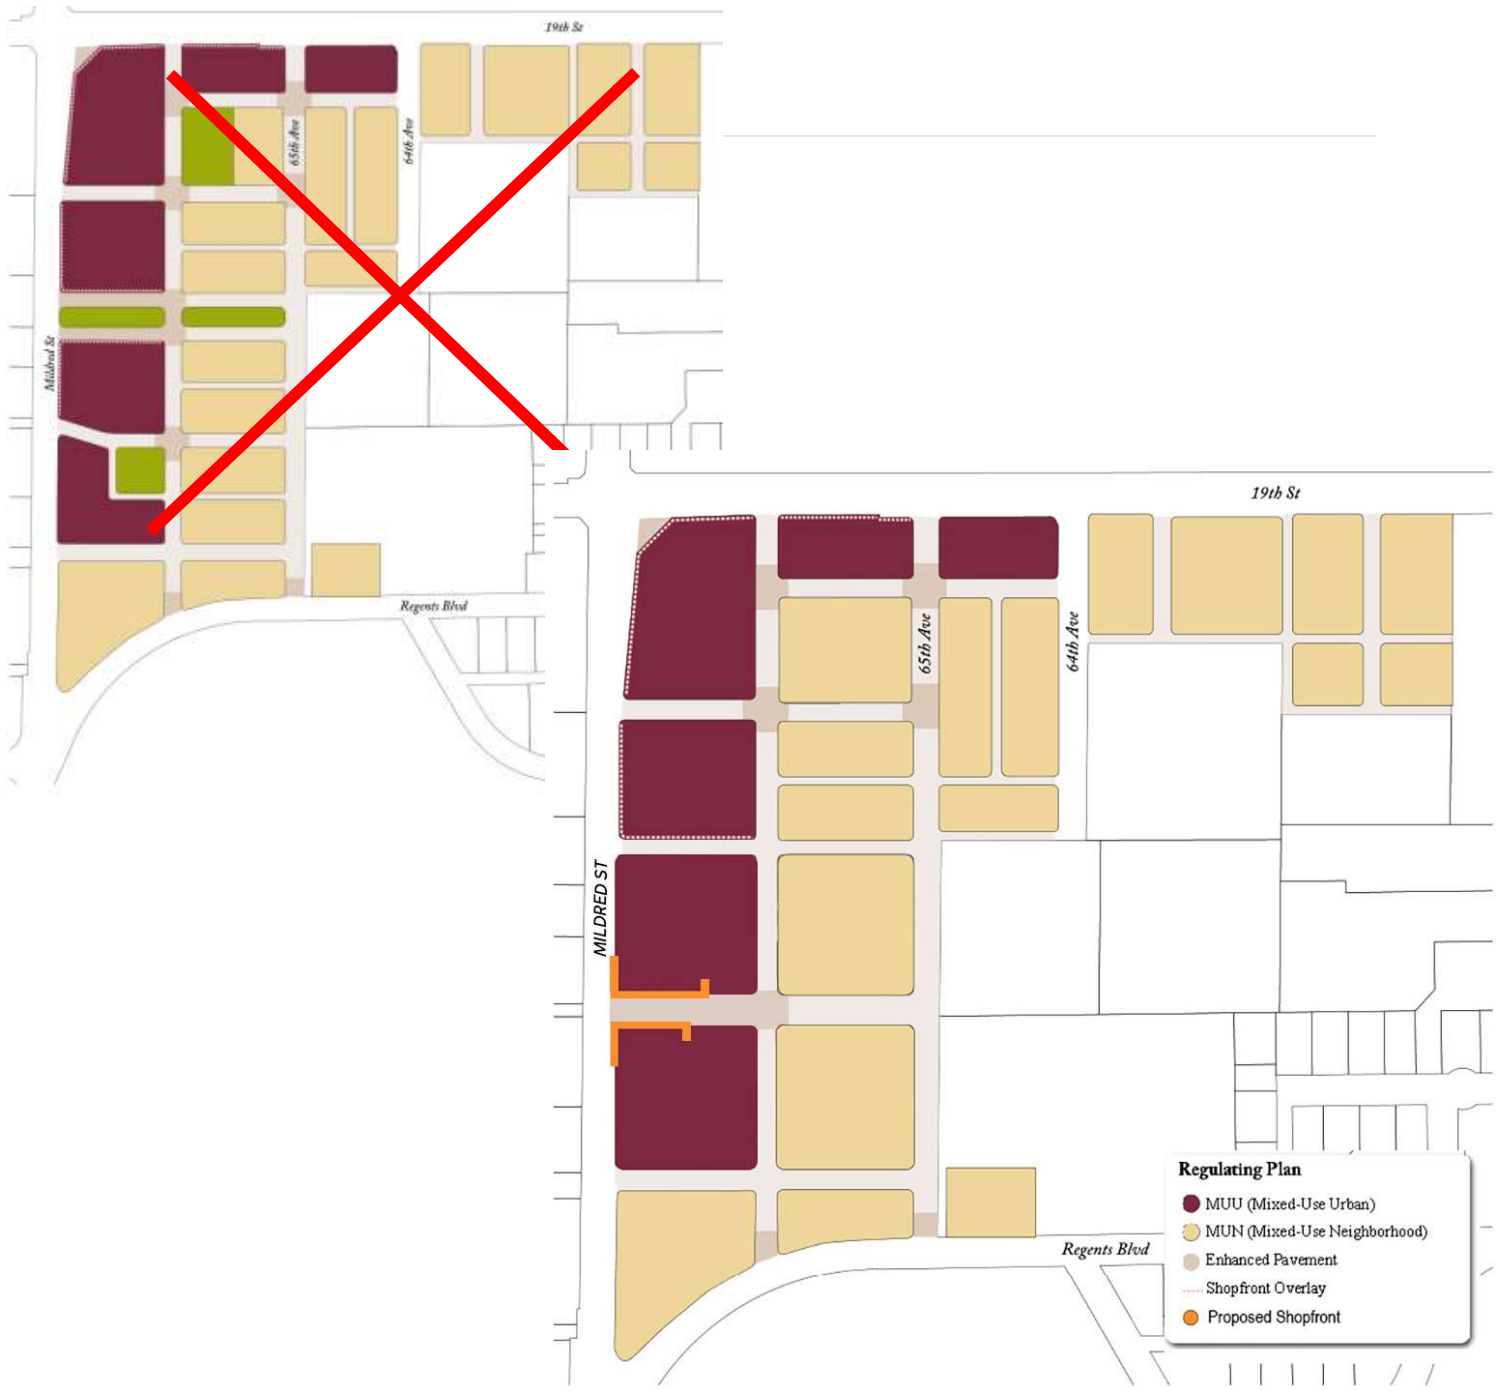 19th St
65th Ave
64th Ave
Mildred St
Regents Blvd
19th St
65th Ave
64th Ave
MILDRED ST
Regents Blvd
Regulating Plan
MUU (Mixed-Use Urban)
MUN (Mixed-Use Neighborhood)
Enhanced Pavement
Shopfront Overlay
Proposed Shopfront